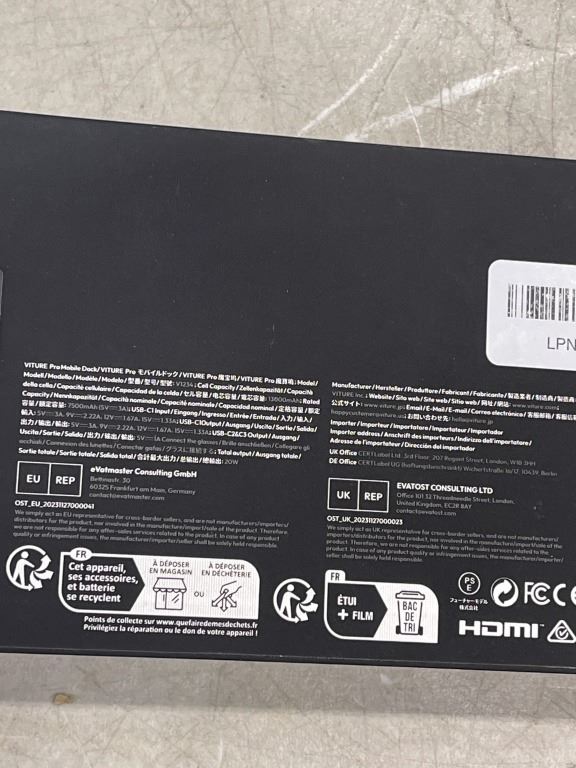 LPN
VITURE Pro Mobile Dock/VITURE Pro モバイルドック/VITURE Pro 魔宝坞/VITURE Pro 魔寶塢; Model/
Modell/Modello/Modèle/Modelo/型番/型号/型號: V1234; Cell Capacity/Zellenkapazität/Capacità
della cella/Capacité cellulaire/Capacidad de la celda/セル容量/电芯容量/電芯容量: 13800mAh; Rated
Capacity/Nennkapazität/Capacità nominale/Capacité nominale/Capacidad nominal/定格容量/额定
容量/額定容量: 7500mAh (5V⎓3A); USB-C1 Input/Eingang/Ingresso/Entrée/Entrada/入力/输入/
輸入: 5V⎓3A, 9V⎓2.22A, 12V⎓1.67A, 15V⎓1.33A; USB-C1 Output/Ausgang/Uscita/Sortie/Salida/
出力/输出/輸出: 5V⎓3A, 9V⎓2.22A, 12V⎓1.67A, 15V⎓1.33A; USB-C2&C3 Output/Ausgang/
Uscita/Sortie/Salida/出力/输出/輸出: 5V⎓1A Connect the glasses/Brille anschließen/Collegare gli
occhiali/Connexion des lunettes/Conectar gafas/グラスに接続する; Total output/Ausgang total/
Sortie totale/Sortie totale/Salida total/合計最大出力/总输出/總輸出: 20W
EU REP
eVatmaster Consulting GmbH
Bettinastr. 30
60325 Frankfurt am Main, Germany
contact@evatmaster.com
OST_EU_20231127000041
We simply act as EU representative for cross-border sellers, and are not manufacturers/importers/
distributors for the product, nor involved in the manufacture/import/sale of the product. Therefore,
we are not responsible for any after-sales services related to the product. In case of any product
quality or infringement issues, the manufacturer/importer/seller shall be solely held responsible.
FR
Cet appareil,
ses accessoires,
et batterie
se recyclent
À DÉPOSER
EN MAGASIN
OU
À DÉPOSER
EN DÉCHÈTERIE
Points de collecte sur www.quefairedemesdechets.fr
Privilégiez la réparation ou le don de votre appareil !
Manufacturer/Hersteller/Produttore/Fabricant/Fabricante/製造業者/制造商/
VITURE Inc.; Website/Sito web/Site web/Sitio web/网址/網站:
公式サイト: www.viture.jp; Email/E-Mail/E-mail/Correo electrónico/客服邮箱/客服信箱
happycustomer@viture.com; お問い合わせ先: hello@viture.jp
Importer/Importeur/Importatore/Importateur/Importador
Importer address/Anschrift des importeurs/Indirizzo dell'importatore/
Adresse de l'importateur/Dirección del importador
UK Office CERT Label Ltd. 3rd Floor, 207 Regent Street, London, W1B 3HH
DE Office CERT Label UG (haftungsbeschränkt) Wichertstraße 16/17, 10439, Berlin
UK REP
EVATOST CONSULTING LTD
Office 101 32 Threadneedle Street, London,
United Kingdom, EC2R 8AY
contact@evatost.com
OST_UK_20231127000023
We simply act as UK representative for cross-border sellers, and are not manufacturers/
importers/distributors for the product, nor involved in the manufacture/import/sale of the
product. Therefore, we are not responsible for any after-sales services related to the
product. In case of any product quality or infringement issues, the manufacturer/importer/
seller shall be solely held responsible.
FR
ÉTUI
+ FILM
BAC
DE
TRI
PS
E
フューチャーモデル
株式会社
FC
HDMI